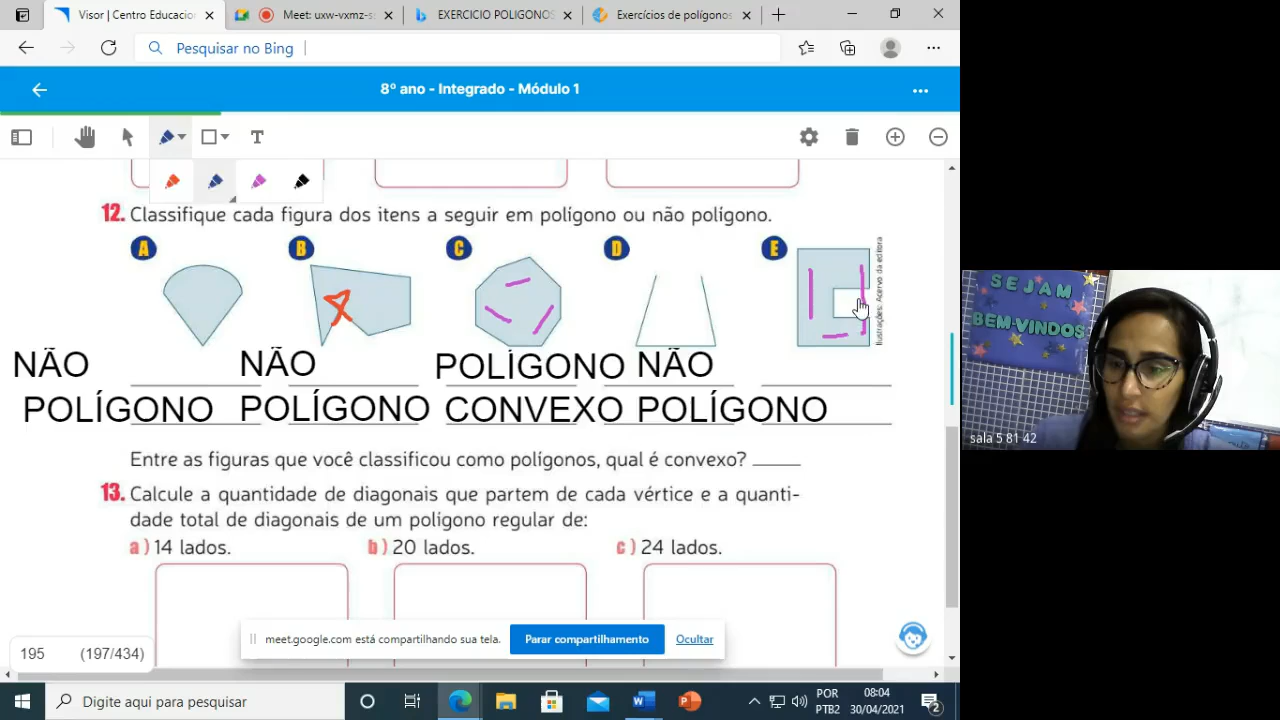 Visor | Centro Educacio
Meet: uxw-vxmz-s
EXERCICIO POLIGONOS
Exercícios de polígonos
Pesquisar no Bing
8º ano - Integrado - Módulo 1
T
12. Classifique cada figura dos itens a seguir em polígono ou não polígono.
A B C D E
Ilustrações: Acervo da editora
NÃO NÃO POLÍGONO NÃO
POLÍGONO POLÍGONO CONVEXO POLÍGONO
Entre as figuras que você classificou como polígonos, qual é convexo?
13. Calcule a quantidade de diagonais que partem de cada vértice e a quanti-
dade total de diagonais de um polígono regular de:
a) 14 lados. b) 20 lados. c) 24 lados.
195 (197/434)
meet.google.com está compartilhando sua tela. Parar compartilhamento Ocultar
Digite aqui para pesquisar
POR
PTB2
08:04
30/04/2021
2
SEJAM
BEM-VINDOS
sala 5 81 42